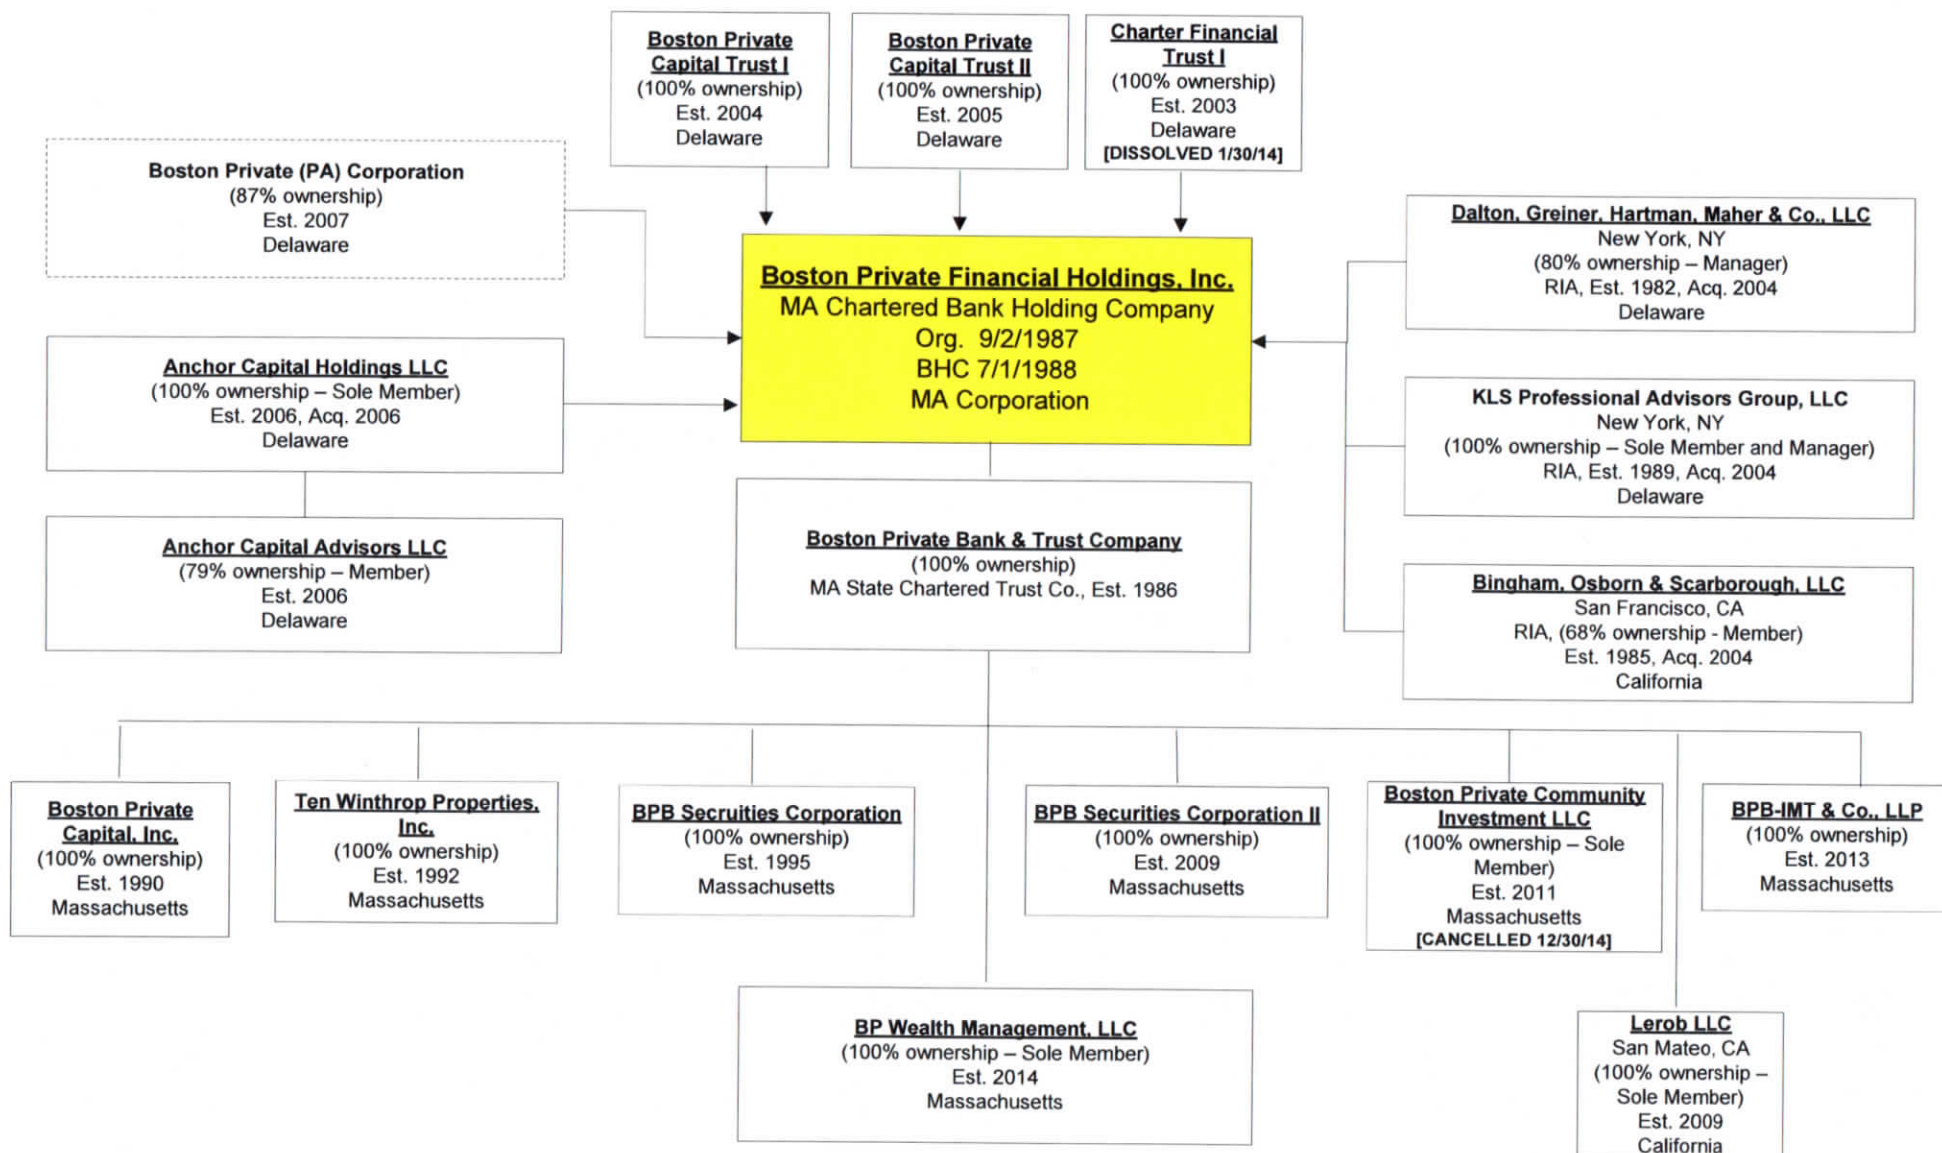 Boston Private
Capital Trust I
(100% ownership)
Est. 2004
Delaware
Boston Private
Capital Trust II
(100% ownership)
Est. 2005
Delaware
Charter Financial
Trust I
(100% ownership)
Est. 2003
Delaware
[DISSOLVED 1/30/14]
Boston Private (PA) Corporation
(87% ownership)
Est. 2007
Delaware
Boston Private Financial Holdings, Inc.
MA Chartered Bank Holding Company
Org. 9/2/1987
BHC 7/1/1988
MA Corporation
Dalton, Greiner, Hartman, Maher & Co., LLC
New York, NY
(80% ownership – Manager)
RIA, Est. 1982, Acq. 2004
Delaware
Anchor Capital Holdings LLC
(100% ownership – Sole Member)
Est. 2006, Acq. 2006
Delaware
KLS Professional Advisors Group, LLC
New York, NY
(100% ownership – Sole Member and Manager)
RIA, Est. 1989, Acq. 2004
Delaware
Anchor Capital Advisors LLC
(79% ownership – Member)
Est. 2006
Delaware
Boston Private Bank & Trust Company
(100% ownership)
MA State Chartered Trust Co., Est. 1986
Bingham, Osborn & Scarborough, LLC
San Francisco, CA
RIA, (68% ownership - Member)
Est. 1985, Acq. 2004
California
Boston Private
Capital, Inc.
(100% ownership)
Est. 1990
Massachusetts
Ten Winthrop Properties,
Inc.
(100% ownership)
Est. 1992
Massachusetts
BPB Secruities Corporation
(100% ownership)
Est. 1995
Massachusetts
BPB Securities Corporation II
(100% ownership)
Est. 2009
Massachusetts
Boston Private Community
Investment LLC
(100% ownership – Sole
Member)
Est. 2011
Massachusetts
[CANCELLED 12/30/14]
BPB-IMT & Co., LLP
(100% ownership)
Est. 2013
Massachusetts
BP Wealth Management, LLC
(100% ownership – Sole Member)
Est. 2014
Massachusetts
Lerob LLC
San Mateo, CA
(100% ownership –
Sole Member)
Est. 2009
California